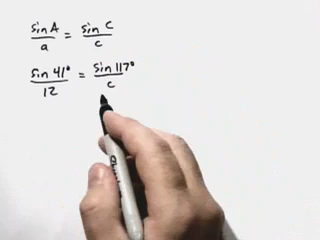 sin A / a = sin C / c
sin 41° / 12 = sin 117° / c